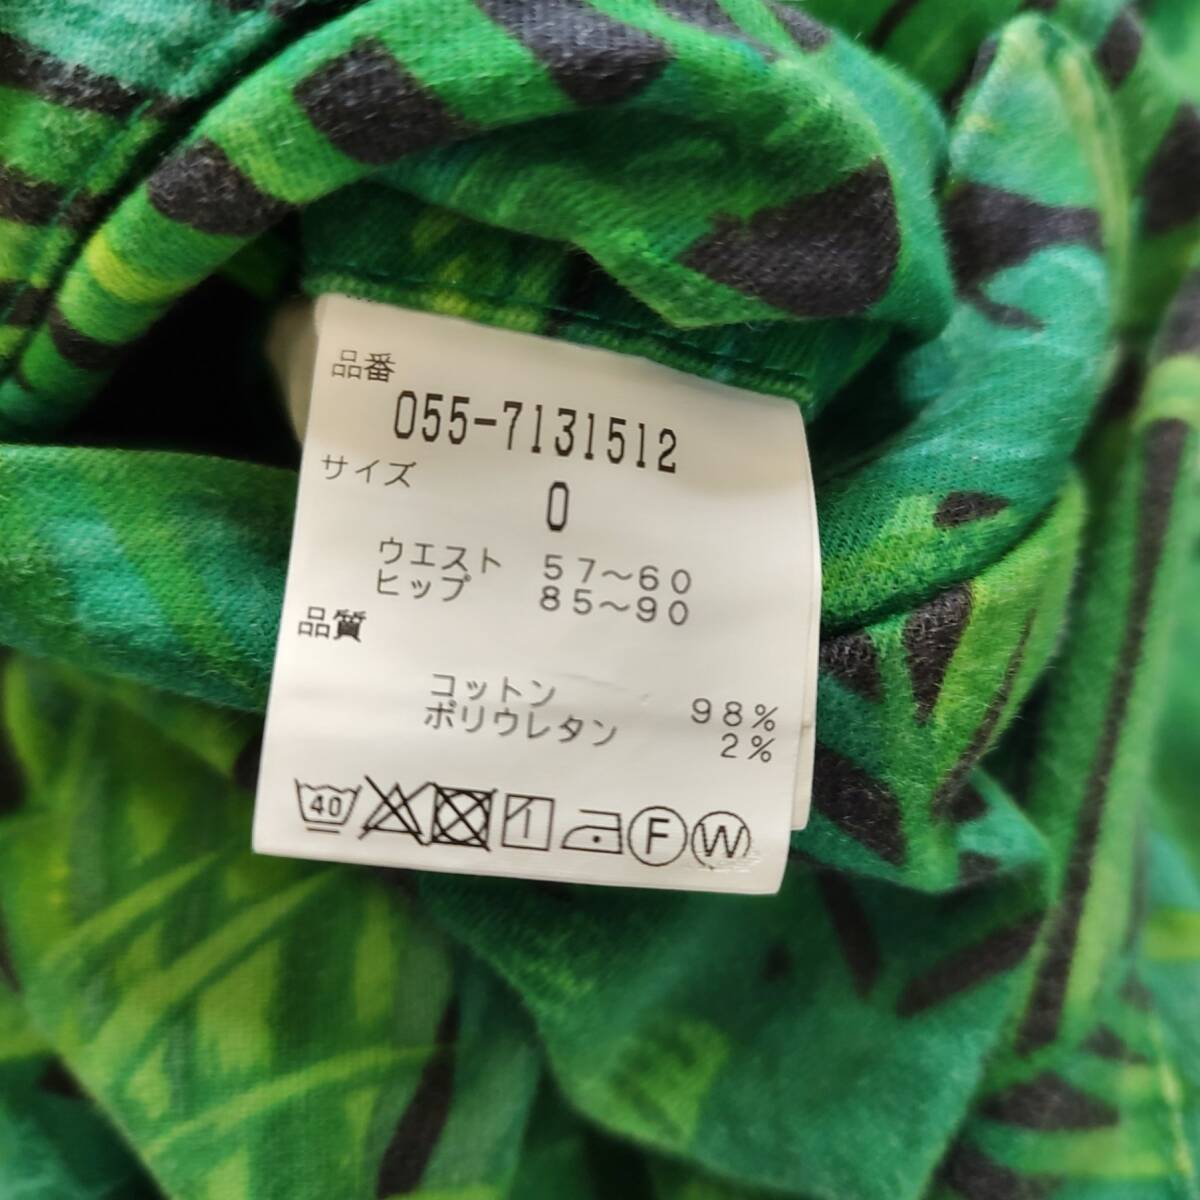 品番
055-7131512
サイズ
0
ウエスト 57～60
ヒップ 85～90
品質
コットン 98%
ポリウレタン 2%
40 F W